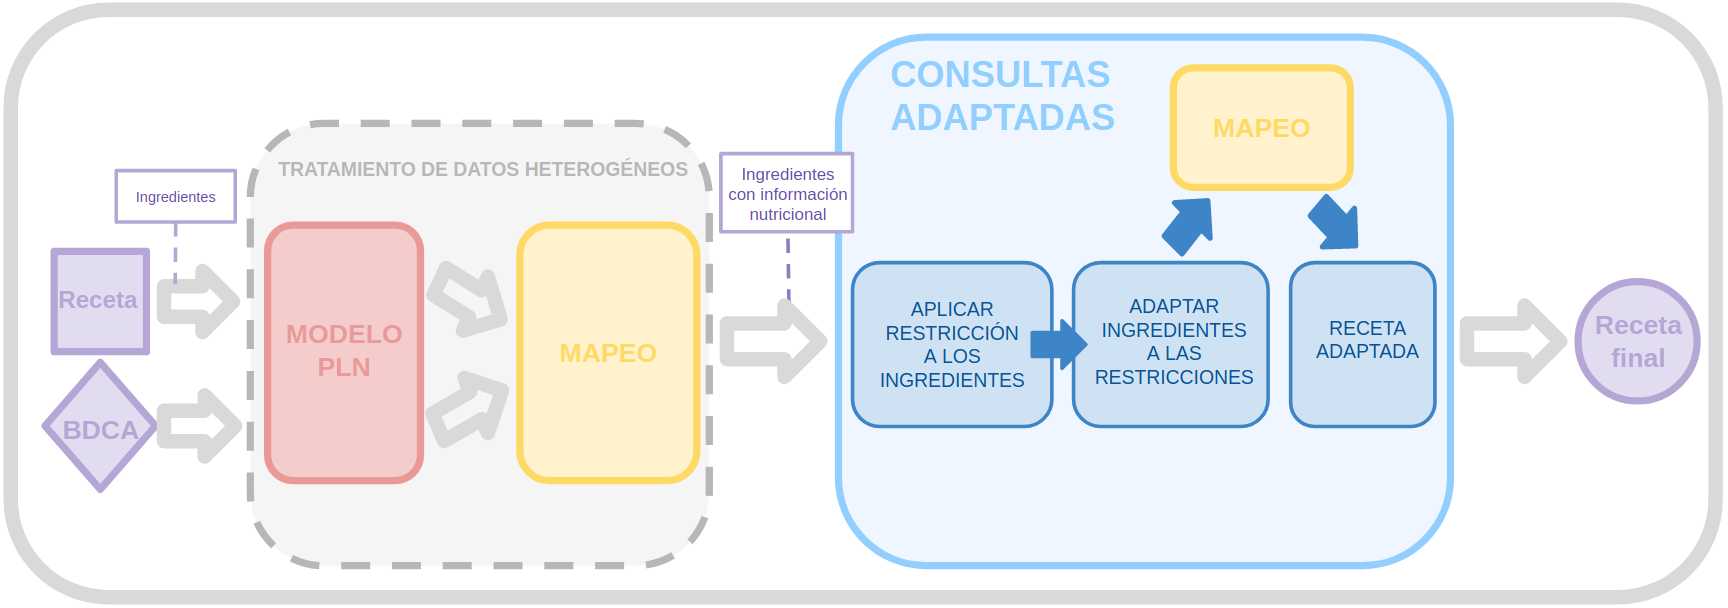 Ingredientes
Receta
BDCA
TRATAMIENTO DE DATOS HETEROGÉNEOS
MODELO
PLN
MAPEO
Ingredientes
con información
nutricional
CONSULTAS
ADAPTADAS
MAPEO
APLICAR
RESTRICCIÓN
A LOS
INGREDIENTES
ADAPTAR
INGREDIENTES
A LAS
RESTRICCIONES
RECETA
ADAPTADA
Receta
final